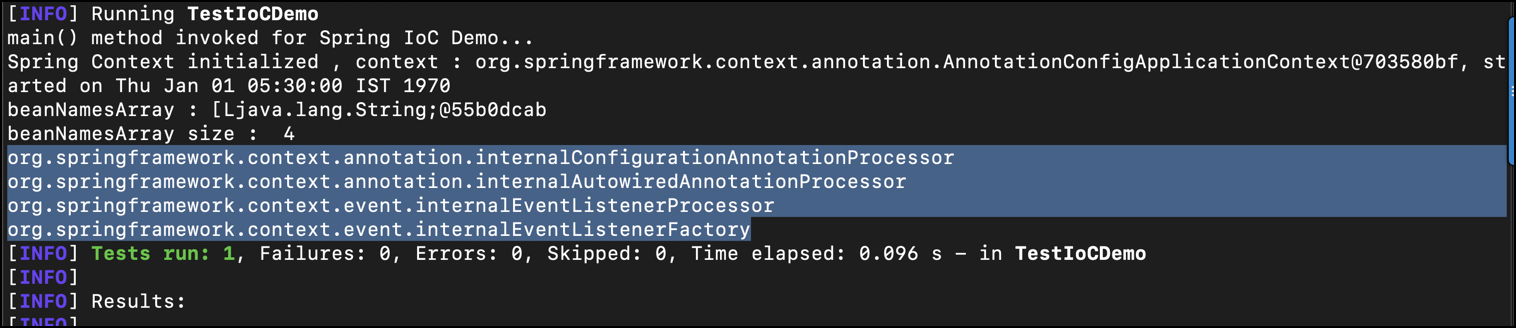 [INFO] Running TestIoCDemo
main() method invoked for Spring IoC Demo...
Spring Context initialized , context : org.springframework.context.annotation.AnnotationConfigApplicationContext@703580bf, st
arted on Thu Jan 01 05:30:00 IST 1970
beanNamesArray : [Ljava.lang.String;@55b0dcab
beanNamesArray size :  4
org.springframework.context.annotation.internalConfigurationAnnotationProcessor
org.springframework.context.annotation.internalAutowiredAnnotationProcessor
org.springframework.context.event.internalEventListenerProcessor
org.springframework.context.event.internalEventListenerFactory
[INFO] Tests run: 1, Failures: 0, Errors: 0, Skipped: 0, Time elapsed: 0.096 s - in TestIoCDemo
[INFO]
[INFO] Results:
[INFO]